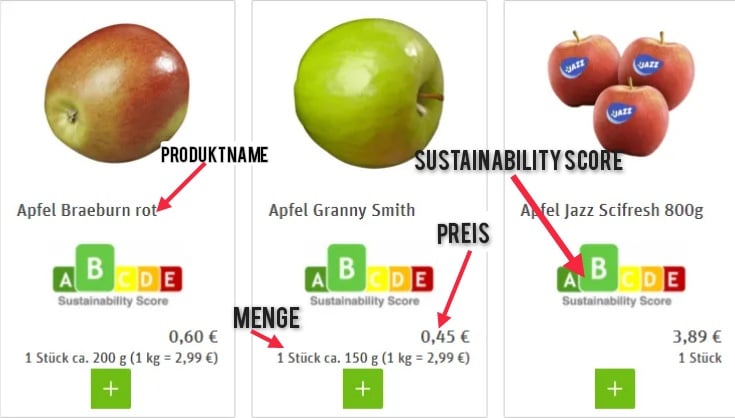 JAZZ
JAZZ
JAZZ
PRODUKTNAME
SUSTAINABILITY SCORE
Apfel Braeburn rot
Apfel Granny Smith
Apfel Jazz Scifresh 800g
PREIS
A B C D E
Sustainability Score
A B C D E
Sustainability Score
A B C D E
Sustainability Score
MENGE
0,60 €
0,45 €
3,89 €
1 Stück ca. 200 g (1 kg = 2,99 €)
1 Stück ca. 150 g (1 kg = 2,99 €)
1 Stück
+
+
+